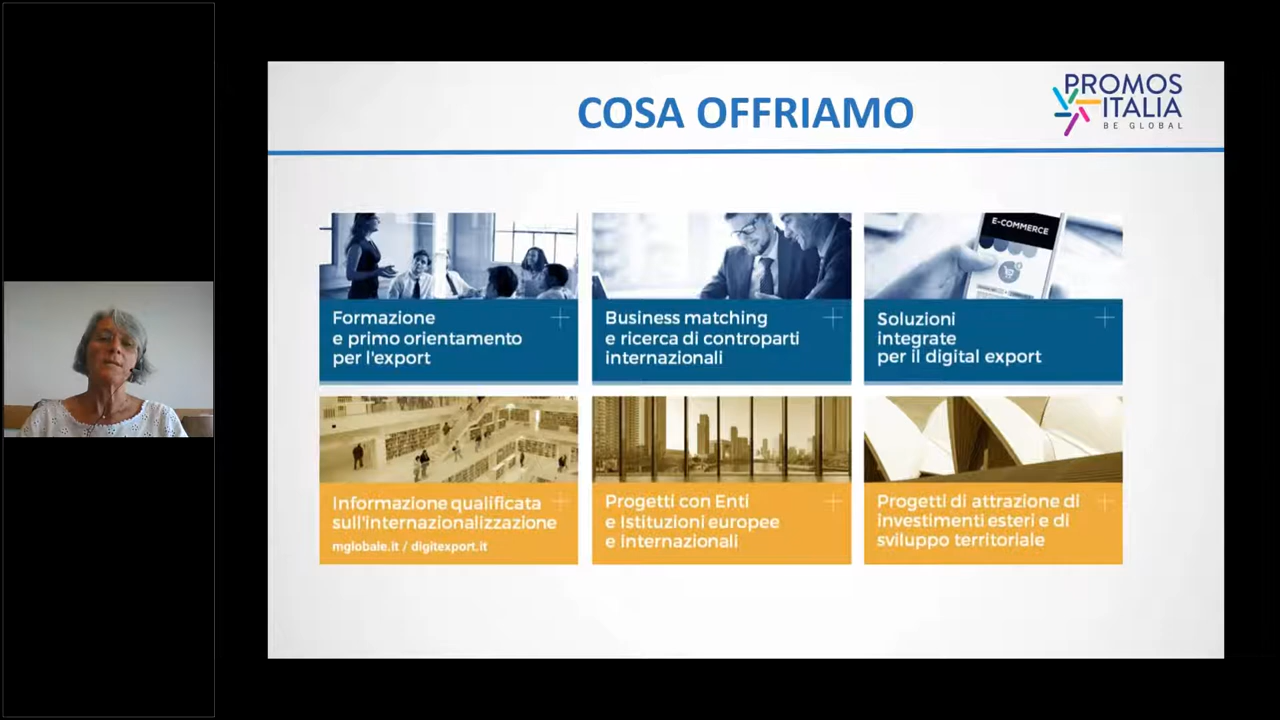 COSA OFFRIAMO
PROMOS
ITALIA
BE GLOBAL
E-COMMERCE
Formazione
e primo orientamento
per l'export
Business matching
e ricerca di controparti
internazionali
Soluzioni
integrate
per il digital export
Informazione qualificata
sull'internazionalizzazione
mglobale.it / digitexport.it
Progetti con Enti
e Istituzioni europee
e internazionali
Progetti di attrazione di
investimenti esteri e di
sviluppo territoriale